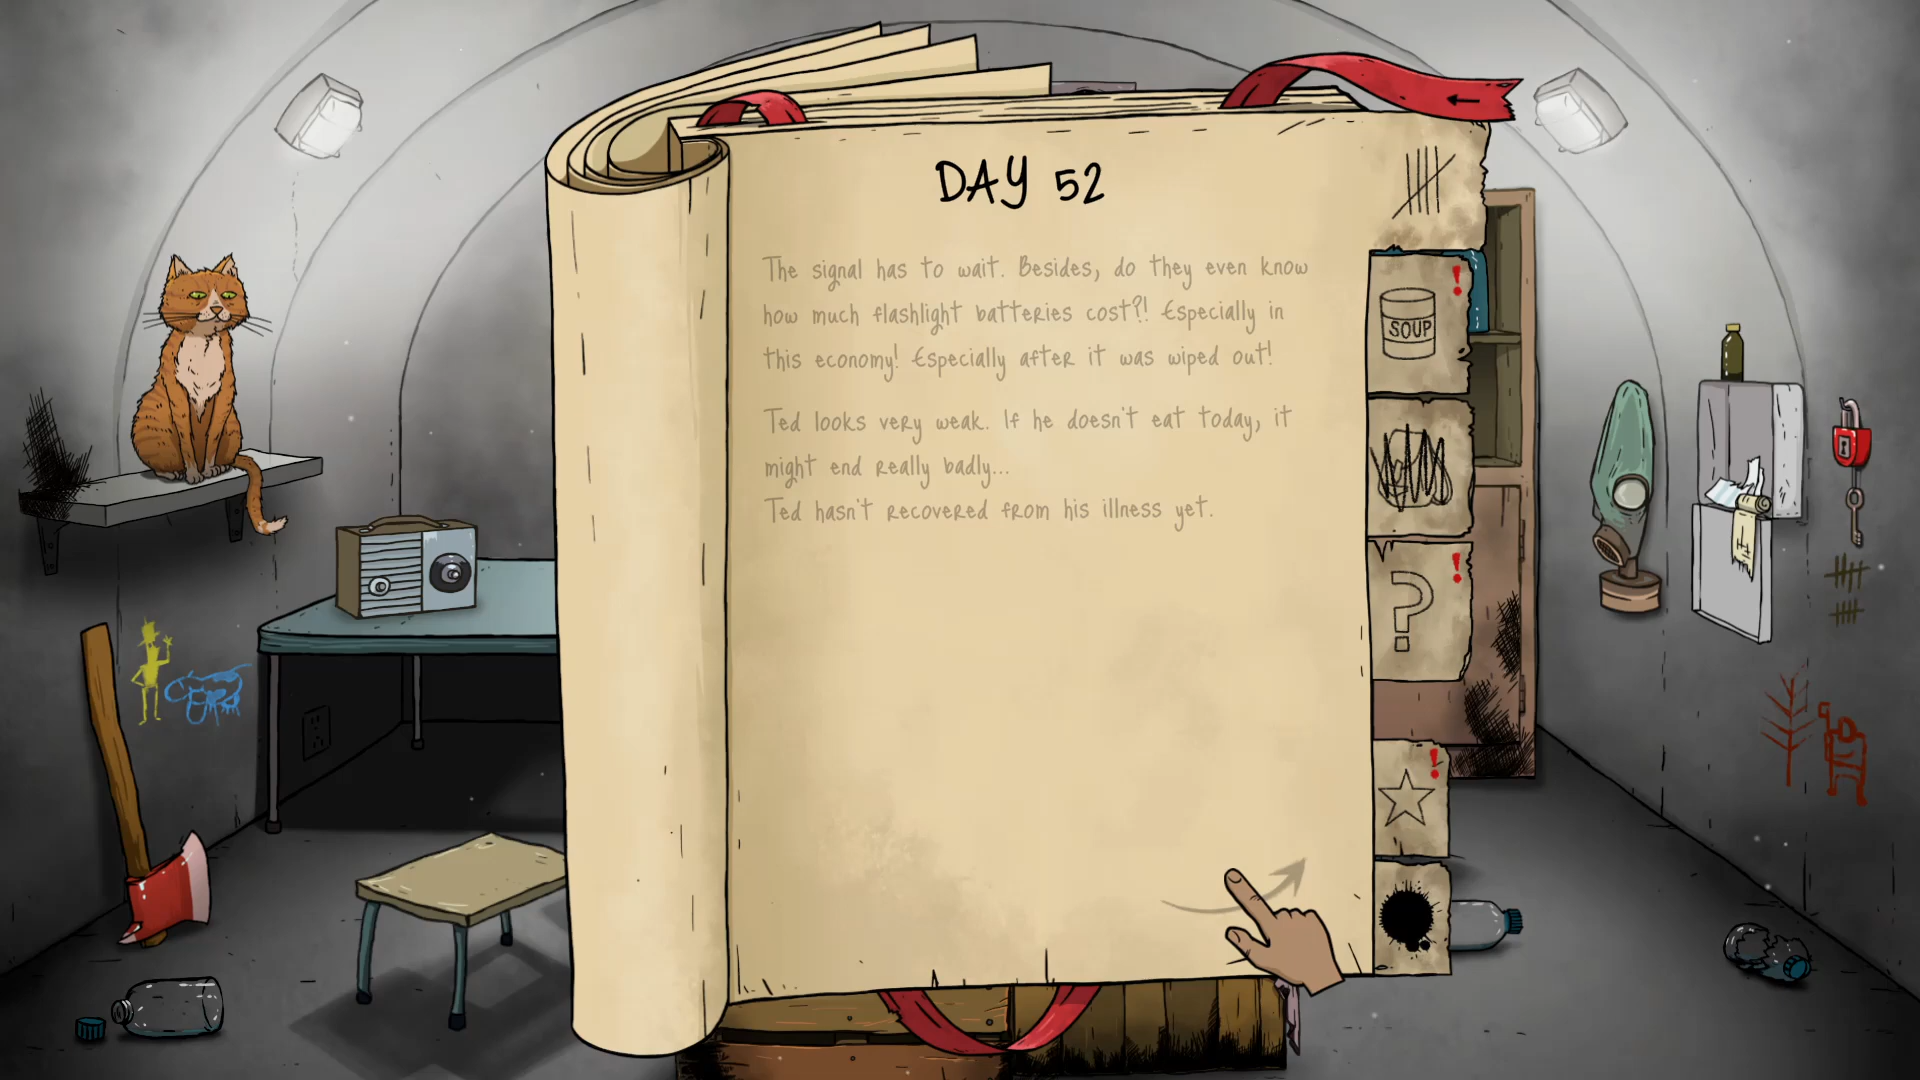 DAY 52
The signal has to wait. Besides, do they even know
how much flashlight batteries cost?! Especially in
this economy! Especially after it was wiped out!
Ted looks very weak. If he doesn't eat today, it
might end really badly...
Ted hasn't recovered from his illness yet.
!
SOUP
!
?
!